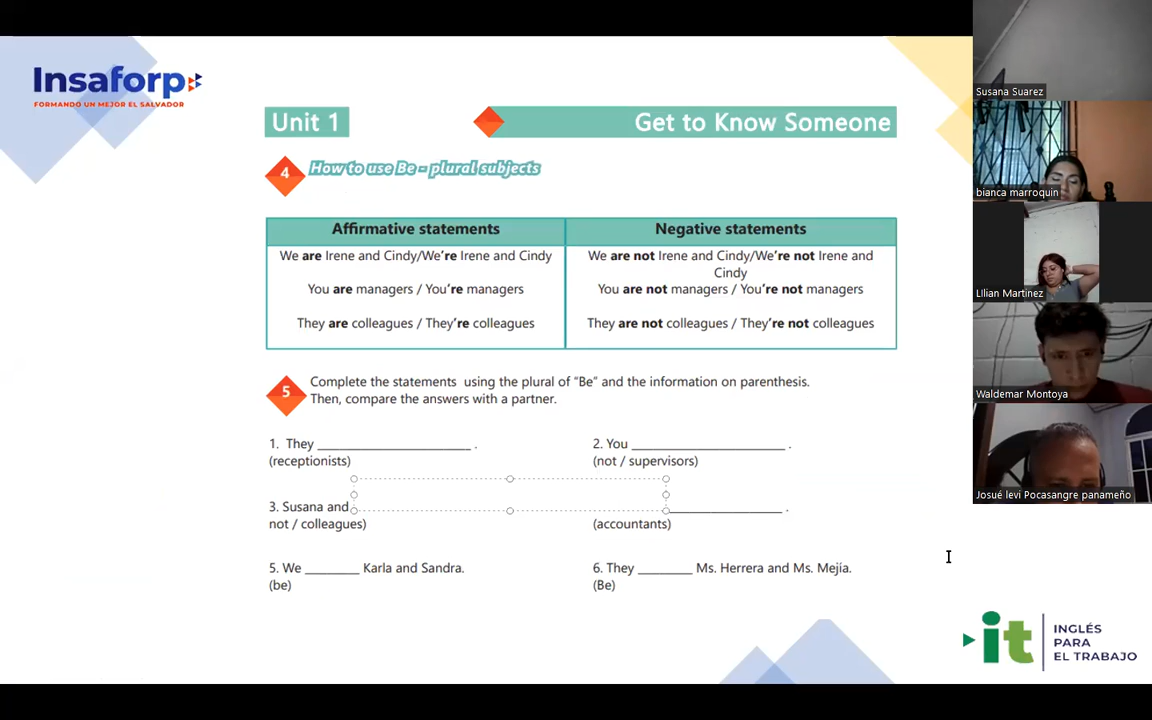 Insaforp
FORMANDO UN MEJOR EL SALVADOR
Unit 1
Get to Know Someone
4
How to use Be - plural subjects
Affirmative statements
Negative statements
We are Irene and Cindy/We're Irene and Cindy
We are not Irene and Cindy/We're not Irene and
Cindy
You are managers / You're managers
You are not managers / You're not managers
They are colleagues / They're colleagues
They are not colleagues / They're not colleagues
5
Complete the statements using the plural of "Be" and the information on parenthesis.
Then, compare the answers with a partner.
1. They ____________________ .
(receptionists)
2. You ____________________ .
(not / supervisors)
3. Susana and
not / colleagues)
_______________ .
(accountants)
5. We _______ Karla and Sandra.
(be)
6. They _______ Ms. Herrera and Ms. Mejía.
(Be)
it
INGLÉS
PARA
EL TRABAJO
Susana Suarez
bianca marroquin
LIlian Martinez
Waldemar Montoya
Josué levi Pocasangre panameño